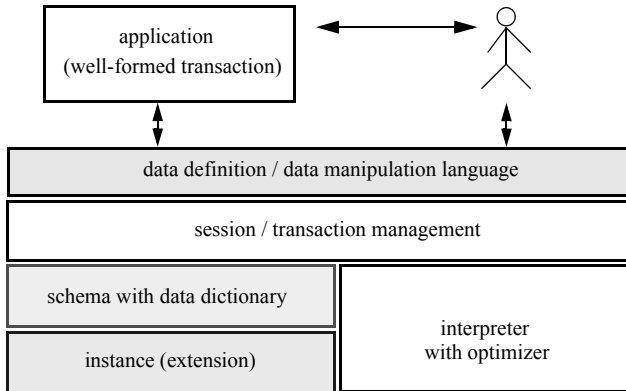 application
(well-formed transaction)
data definition / data manipulation language
session / transaction management
schema with data dictionary
instance (extension)
interpreter
with optimizer